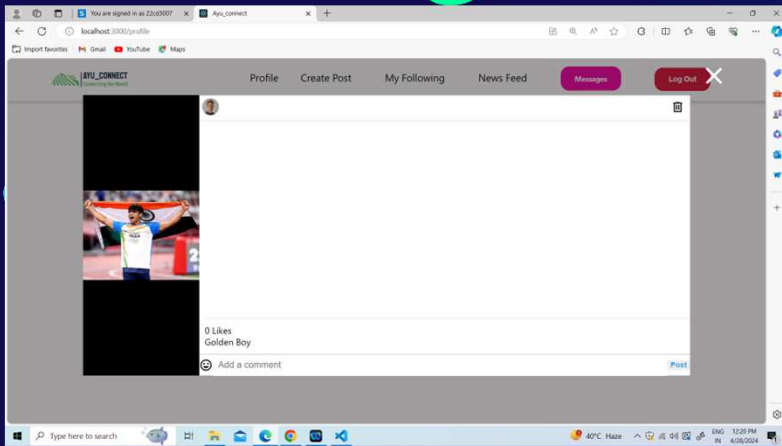 You are signed in as 22cd3007
Ayu_connect
localhost:3000/profile
Import favorites
Gmail
YouTube
Maps
AYU_CONNECT
Connecting the World
Profile
Create Post
My Following
News Feed
Messages
Log Out
0 Likes
Golden Boy
Add a comment
Post
Type here to search
40°C Haze
ENG
IN
12:20 PM
4/28/2024